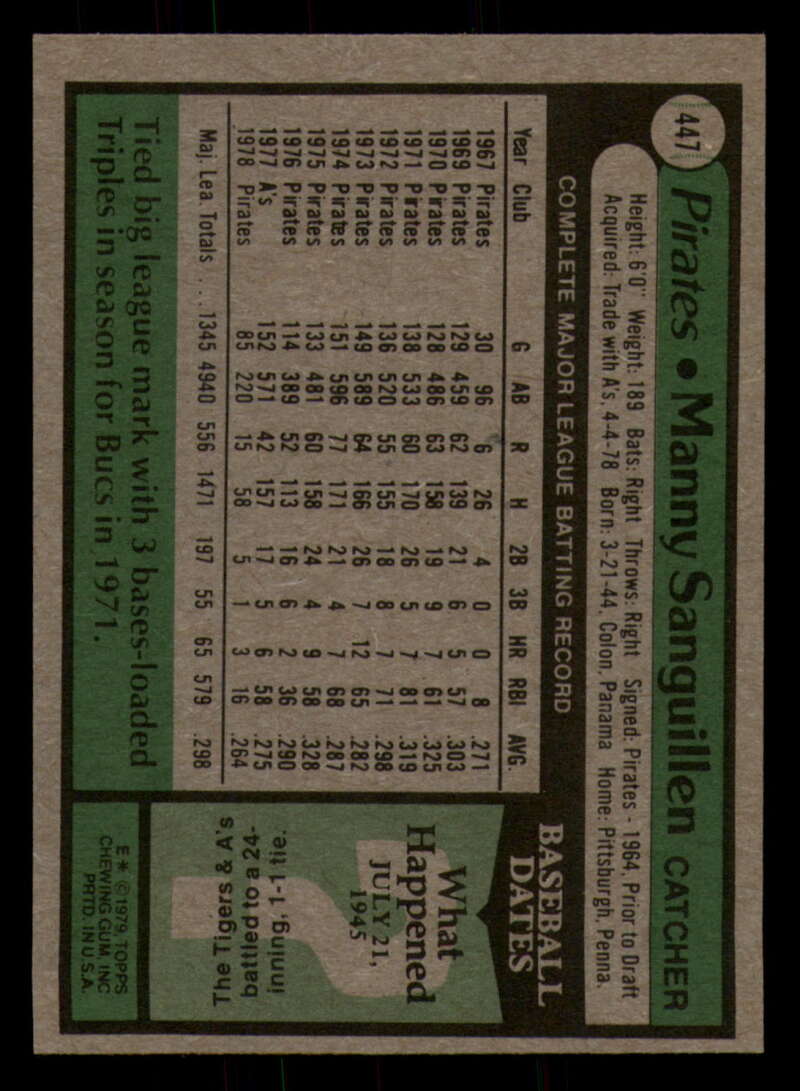 447
Pirates • Manny Sanguillen CATCHER
Height: 6'0" Weight: 189 Bats: Right Throws: Right Signed: Pirates - 1964, Prior to Draft
Acquired: Trade with A's, 4-4-78 Born: 3-21-44, Colon, Panama Home: Pittsburgh, Penna.
COMPLETE MAJOR LEAGUE BATTING RECORD
Year Club G AB R H 2B 3B HR RBI AVG.
1967 Pirates 30 96 6 26 4 0 0 8 .271
1969 Pirates 129 459 62 139 21 6 5 57 .303
1970 Pirates 128 486 63 158 19 9 7 61 .325
1971 Pirates 138 533 60 170 26 5 7 81 .319
1972 Pirates 136 520 55 155 18 8 7 71 .298
1973 Pirates 149 589 64 166 26 7 12 65 .282
1974 Pirates 151 596 77 171 21 4 7 68 .287
1975 Pirates 133 481 60 158 24 4 9 58 .328
1976 Pirates 114 389 52 113 16 6 2 36 .290
1977 A's 152 571 42 157 17 5 6 58 .275
1978 Pirates 85 220 15 58 5 1 3 16 .264
Maj. Lea. Totals . . . 1345 4940 556 1471 197 55 65 579 .298
Tied big league mark with 3 bases-loaded
Triples in season for Bucs in 1971.
BASEBALL
DATES
What
Happened
JULY 21,
1945
The Tigers & A's
battled to a 24-
inning, 1-1 tie.
E * © 1979 TOPPS
CHEWING GUM, INC
PRTD. IN U.S.A.